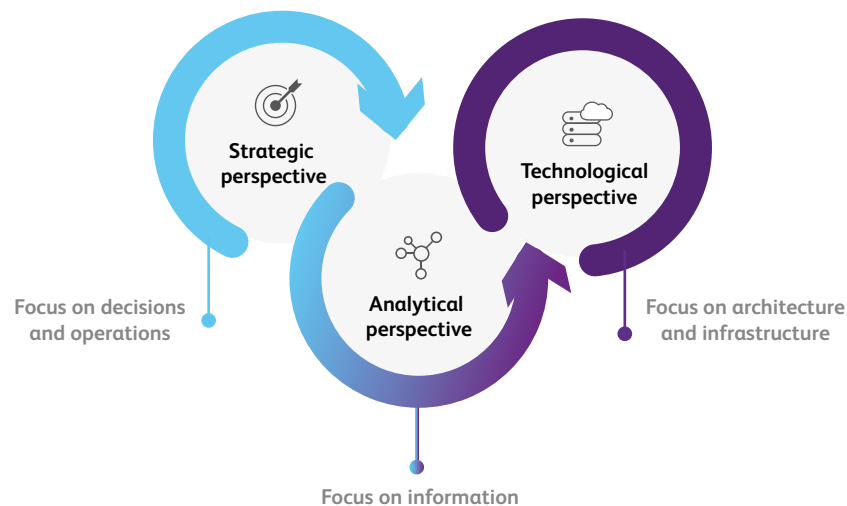 Strategic
perspective
Technological
perspective
Analytical
perspective
Focus on decisions
and operations
Focus on architecture
and infrastructure
Focus on information